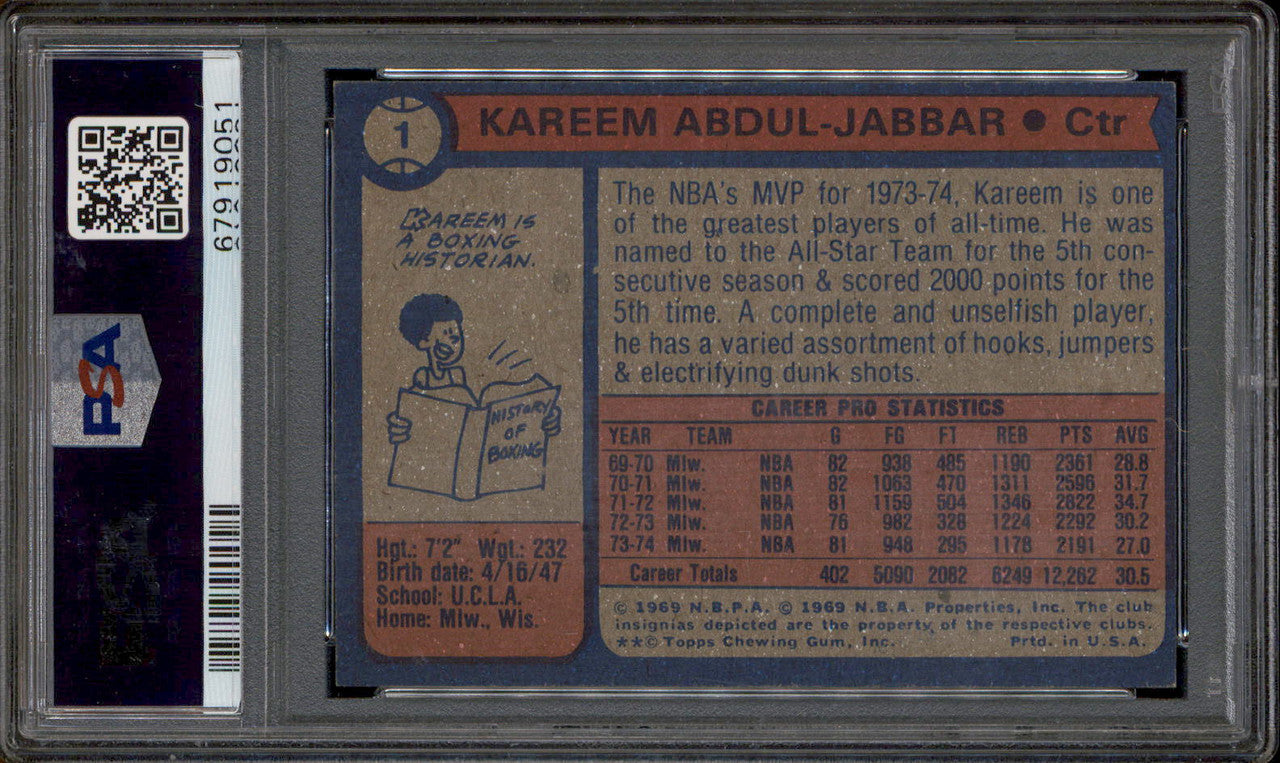 67919051
PSA
1
KAREEM ABDUL-JABBAR ● Ctr
KAREEM IS
A BOXING
HISTORIAN.
HISTORY
OF
BOXING
Hgt.: 7'2" Wgt.: 232
Birth date: 4/16/47
School: U.C.L.A.
Home: Mlw., Wis.
The NBA's MVP for 1973-74, Kareem is one
of the greatest players of all-time. He was
named to the All-Star Team for the 5th con-
secutive season & scored 2000 points for the
5th time. A complete and unselfish player,
he has a varied assortment of hooks, jumpers
& electrifying dunk shots.
CAREER PRO STATISTICS
YEAR TEAM G FG FT REB PTS AVG
69-70 Mlw. NBA 82 938 485 1190 2361 28.8
70-71 Mlw. NBA 82 1063 470 1311 2596 31.7
71-72 Mlw. NBA 81 1159 504 1346 2822 34.7
72-73 Mlw. NBA 76 982 328 1224 2292 30.2
73-74 Mlw. NBA 81 948 295 1178 2191 27.0
Career Totals 402 5090 2082 6249 12,262 30.5
© 1969 N.B.P.A. © 1969 N.B.A. Properties, Inc. The club
insignias depicted are the property of the respective clubs.
**© Topps Chewing Gum, Inc. Prtd. in U.S.A.